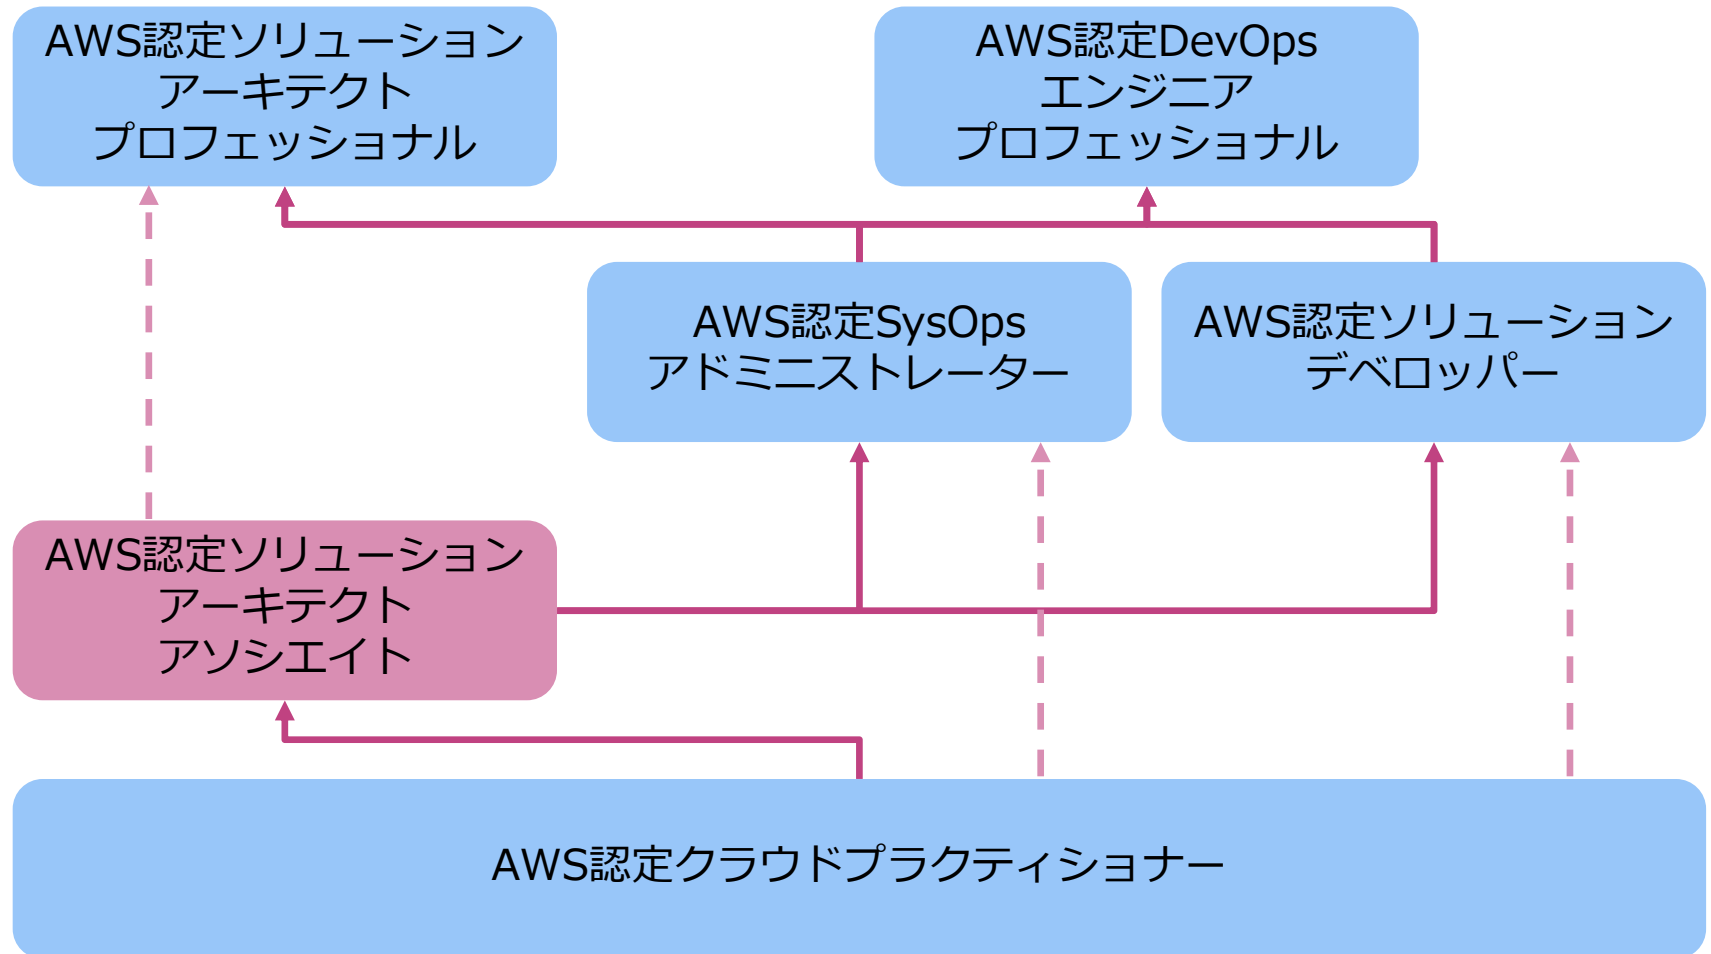 AWS認定ソリューション
アーキテクト
プロフェッショナル
AWS認定DevOps
エンジニア
プロフェッショナル
AWS認定SysOps
アドミニストレーター
AWS認定ソリューション
デベロッパー
AWS認定ソリューション
アーキテクト
アソシエイト
AWS認定クラウドプラクティショナー